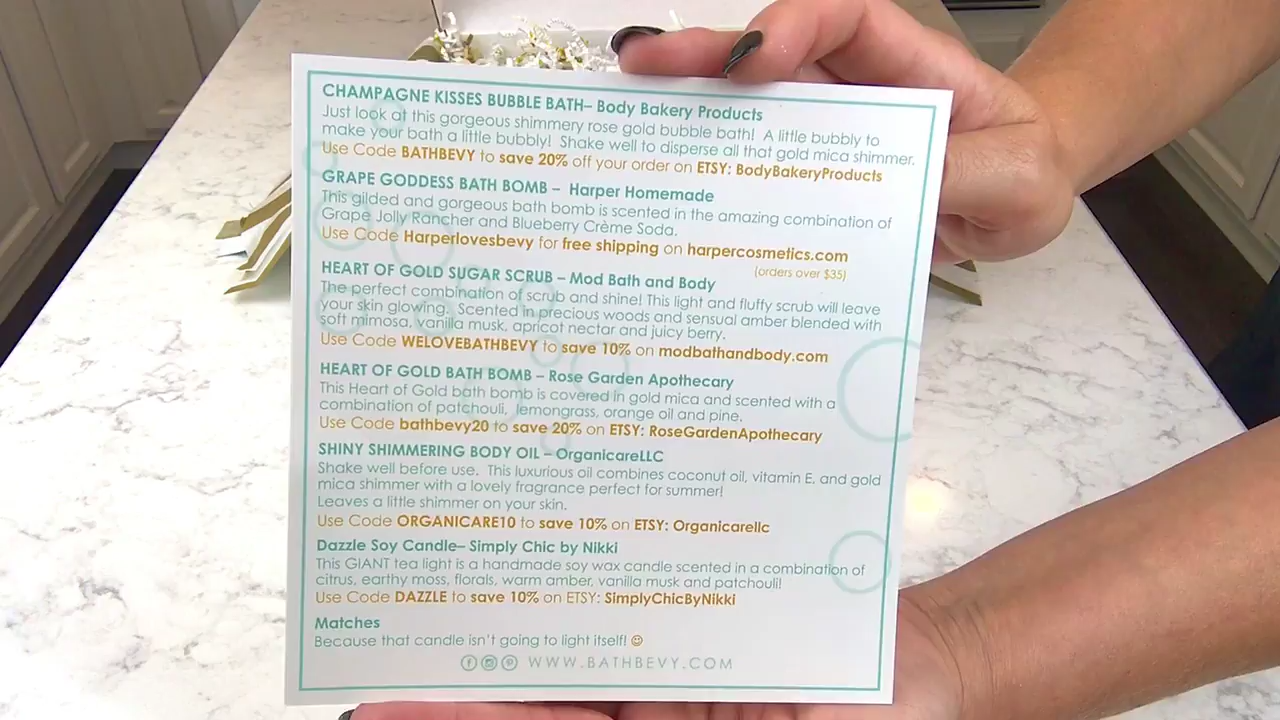 CHAMPAGNE KISSES BUBBLE BATH– Body Bakery Products
Just look at this gorgeous shimmery rose gold bubble bath! A little bubbly to
make your bath a little bubbly! Shake well to disperse all that gold mica shimmer.
Use Code BATHBEVY to save 20% off your order on ETSY: BodyBakeryProducts
GRAPE GODDESS BATH BOMB – Harper Homemade
This gilded and gorgeous bath bomb is scented in the amazing combination of
Grape Jolly Rancher and Blueberry Crème Soda.
Use Code Harperlovesbevy for free shipping on harpercosmetics.com
(orders over $35)
HEART OF GOLD SUGAR SCRUB – Mod Bath and Body
The perfect combination of scrub and shine! This light and fluffy scrub will leave
your skin glowing. Scented in precious woods and sensual amber blended with
soft mimosa, vanilla musk, apricot nectar and juicy berry.
Use Code WELOVEBATHBEVY to save 10% on modbathandbody.com
HEART OF GOLD BATH BOMB – Rose Garden Apothecary
This Heart of Gold bath bomb is covered in gold mica and scented with a
combination of patchouli, lemongrass, orange oil and pine.
Use Code bathbevy20 to save 20% on ETSY: RoseGardenApothecary
SHINY SHIMMERING BODY OIL – OrganicareLLC
Shake well before use. This luxurious oil combines coconut oil, vitamin E, and gold
mica shimmer with a lovely fragrance perfect for summer!
Leaves a little shimmer on your skin.
Use Code ORGANICARE10 to save 10% on ETSY: Organicarellc
Dazzle Soy Candle– Simply Chic by Nikki
This GIANT tea light is a handmade soy wax candle scented in a combination of
citrus, earthy moss, florals, warm amber, vanilla musk and patchouli!
Use Code DAZZLE to save 10% on ETSY: SimplyChicByNikki
Matches
Because that candle isn't going to light itself! ☺
WWW.BATHBEVY.COM